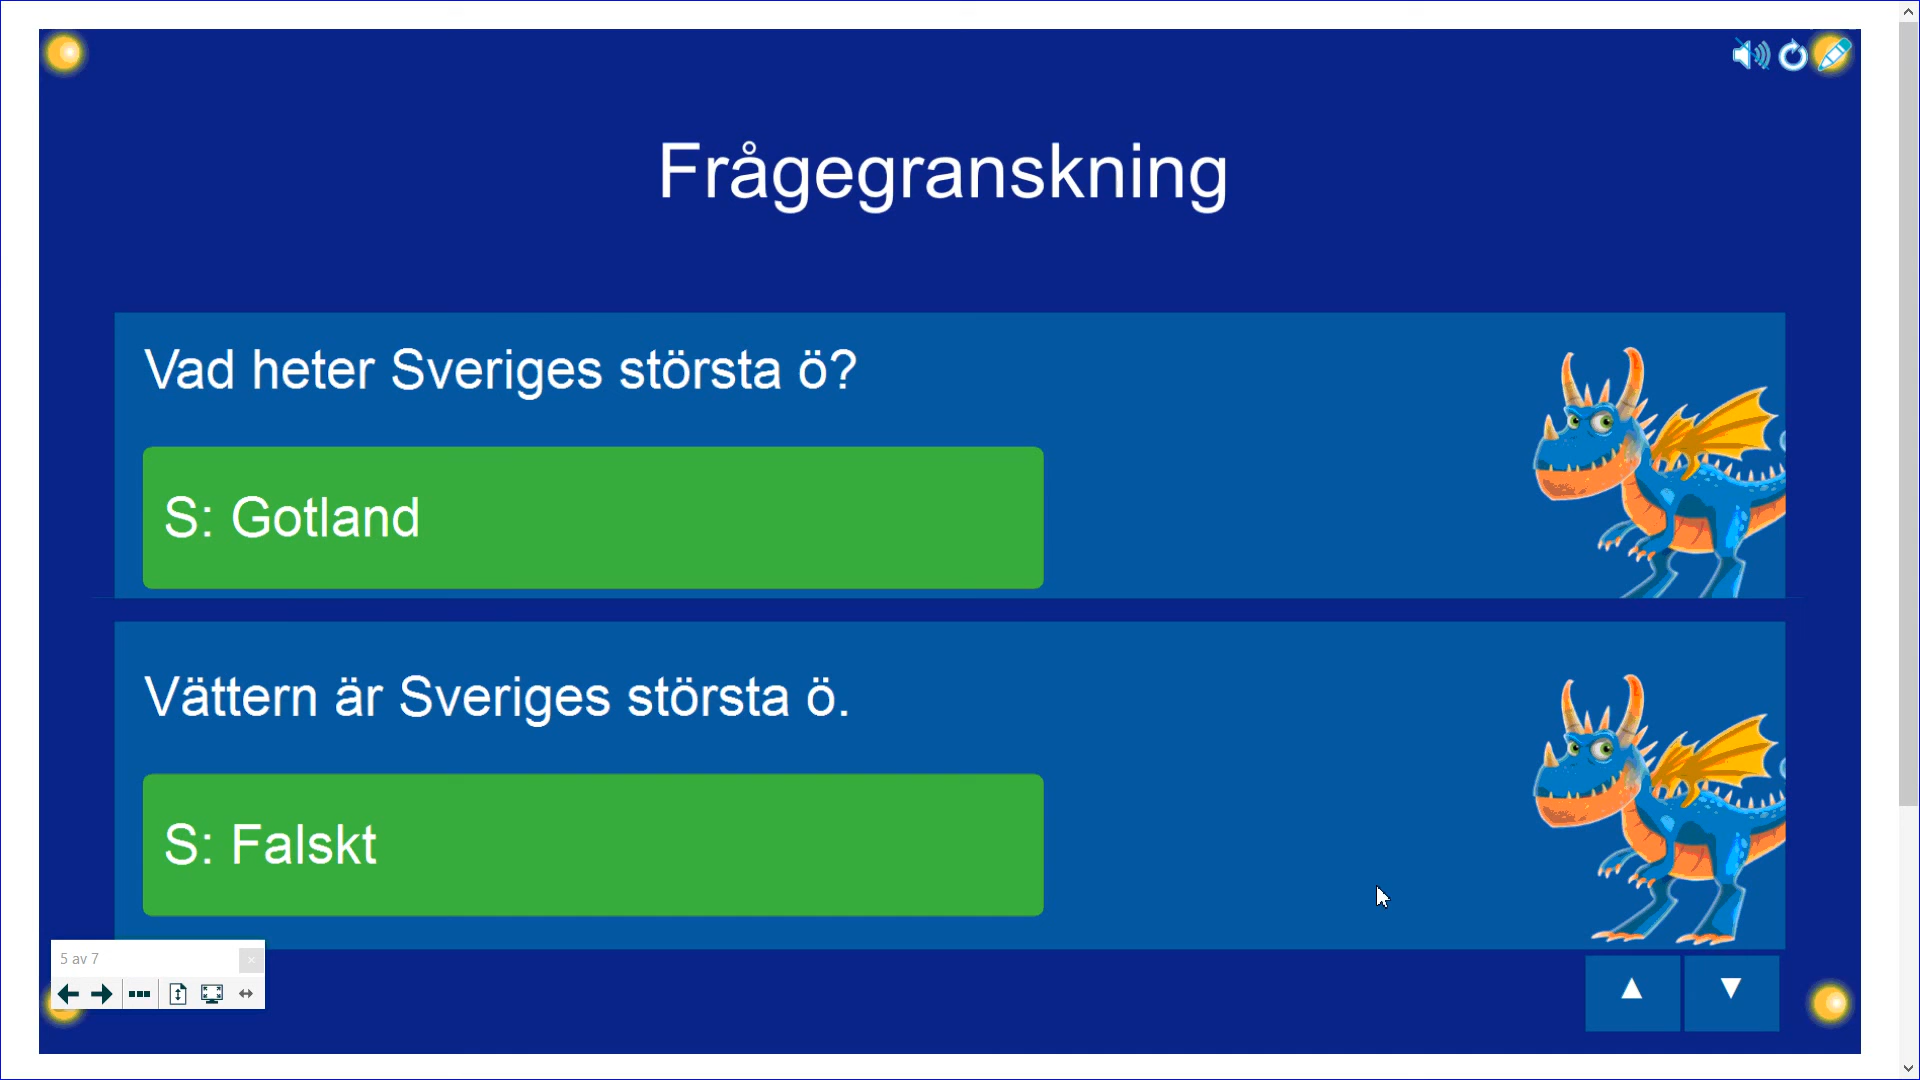 Frågegranskning
Vad heter Sveriges största ö?
S: Gotland
Vättern är Sveriges största ö.
S: Falskt
5 av 7